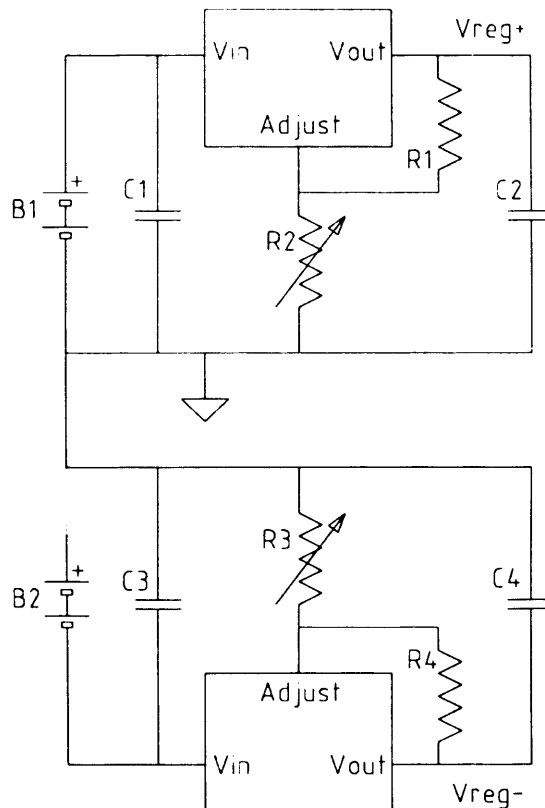 Vreg+
Vin
Vout
Adjust
R1
+
B1
C1
C2
R2
R3
+
B2
C3
C4
R4
Adjust
Vin
Vout
Vreg-